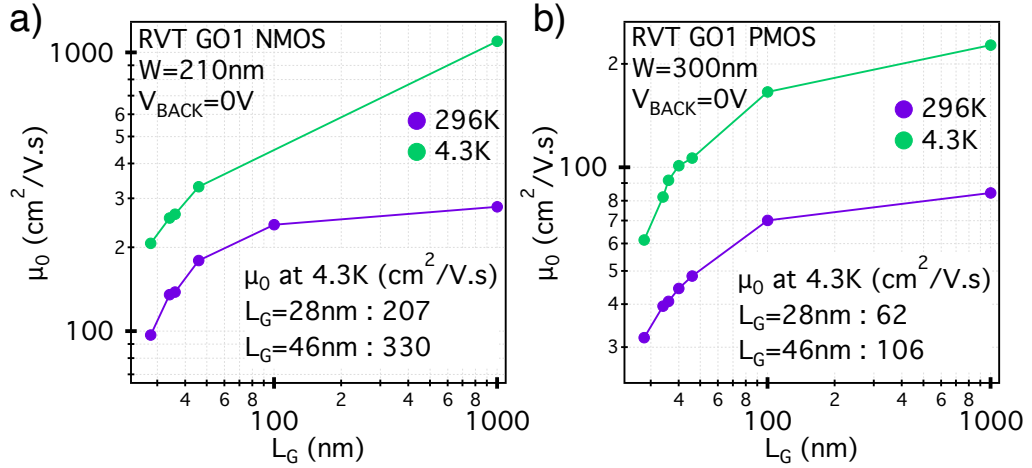 a)
RVT GO1 NMOS
W=210nm
V_BACK=0V
296K
4.3K
μ₀ at 4.3K (cm²/V.s)
L_G=28nm : 207
L_G=46nm : 330
μ₀ (cm²/V.s)
1000
6
5
4
3
2
100
4
6
8
100
2
4
6
8
1000
L_G (nm)
b)
RVT GO1 PMOS
W=300nm
V_BACK=0V
296K
4.3K
μ₀ at 4.3K (cm²/V.s)
L_G=28nm : 62
L_G=46nm : 106
μ₀ (cm²/V.s)
2
100
8
7
6
5
4
3
4
6
8
100
2
4
6
8
1000
L_G (nm)